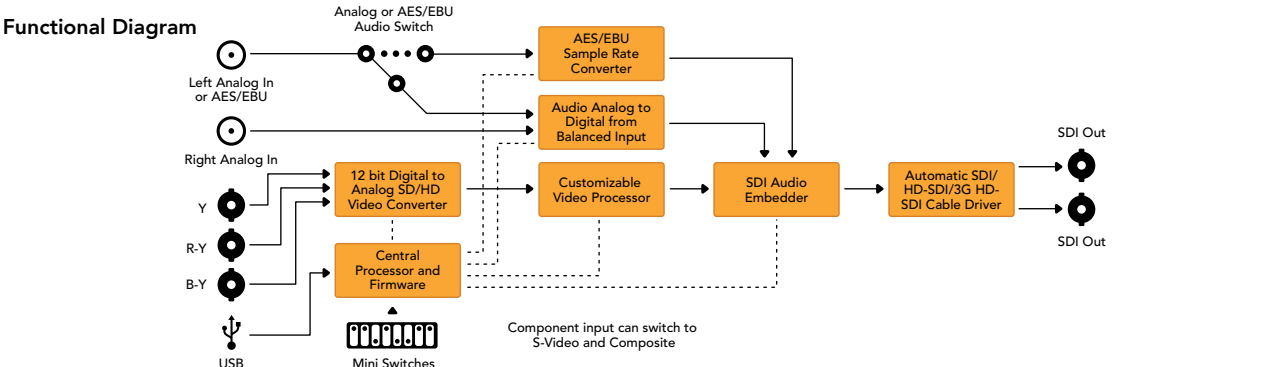 Functional Diagram
Analog or AES/EBU
Audio Switch
Left Analog In
or AES/EBU
Right Analog In
AES/EBU
Sample Rate
Converter
Audio Analog to
Digital from
Balanced Input
Y
R-Y
B-Y
USB
12 bit Digital to
Analog SD/HD
Video Converter
Customizable
Video Processor
SDI Audio
Embedder
Automatic SDI/
HD-SDI/3G HD-
SDI Cable Driver
SDI Out
SDI Out
Central
Processor and
Firmware
Mini Switches
Component input can switch to
S-Video and Composite